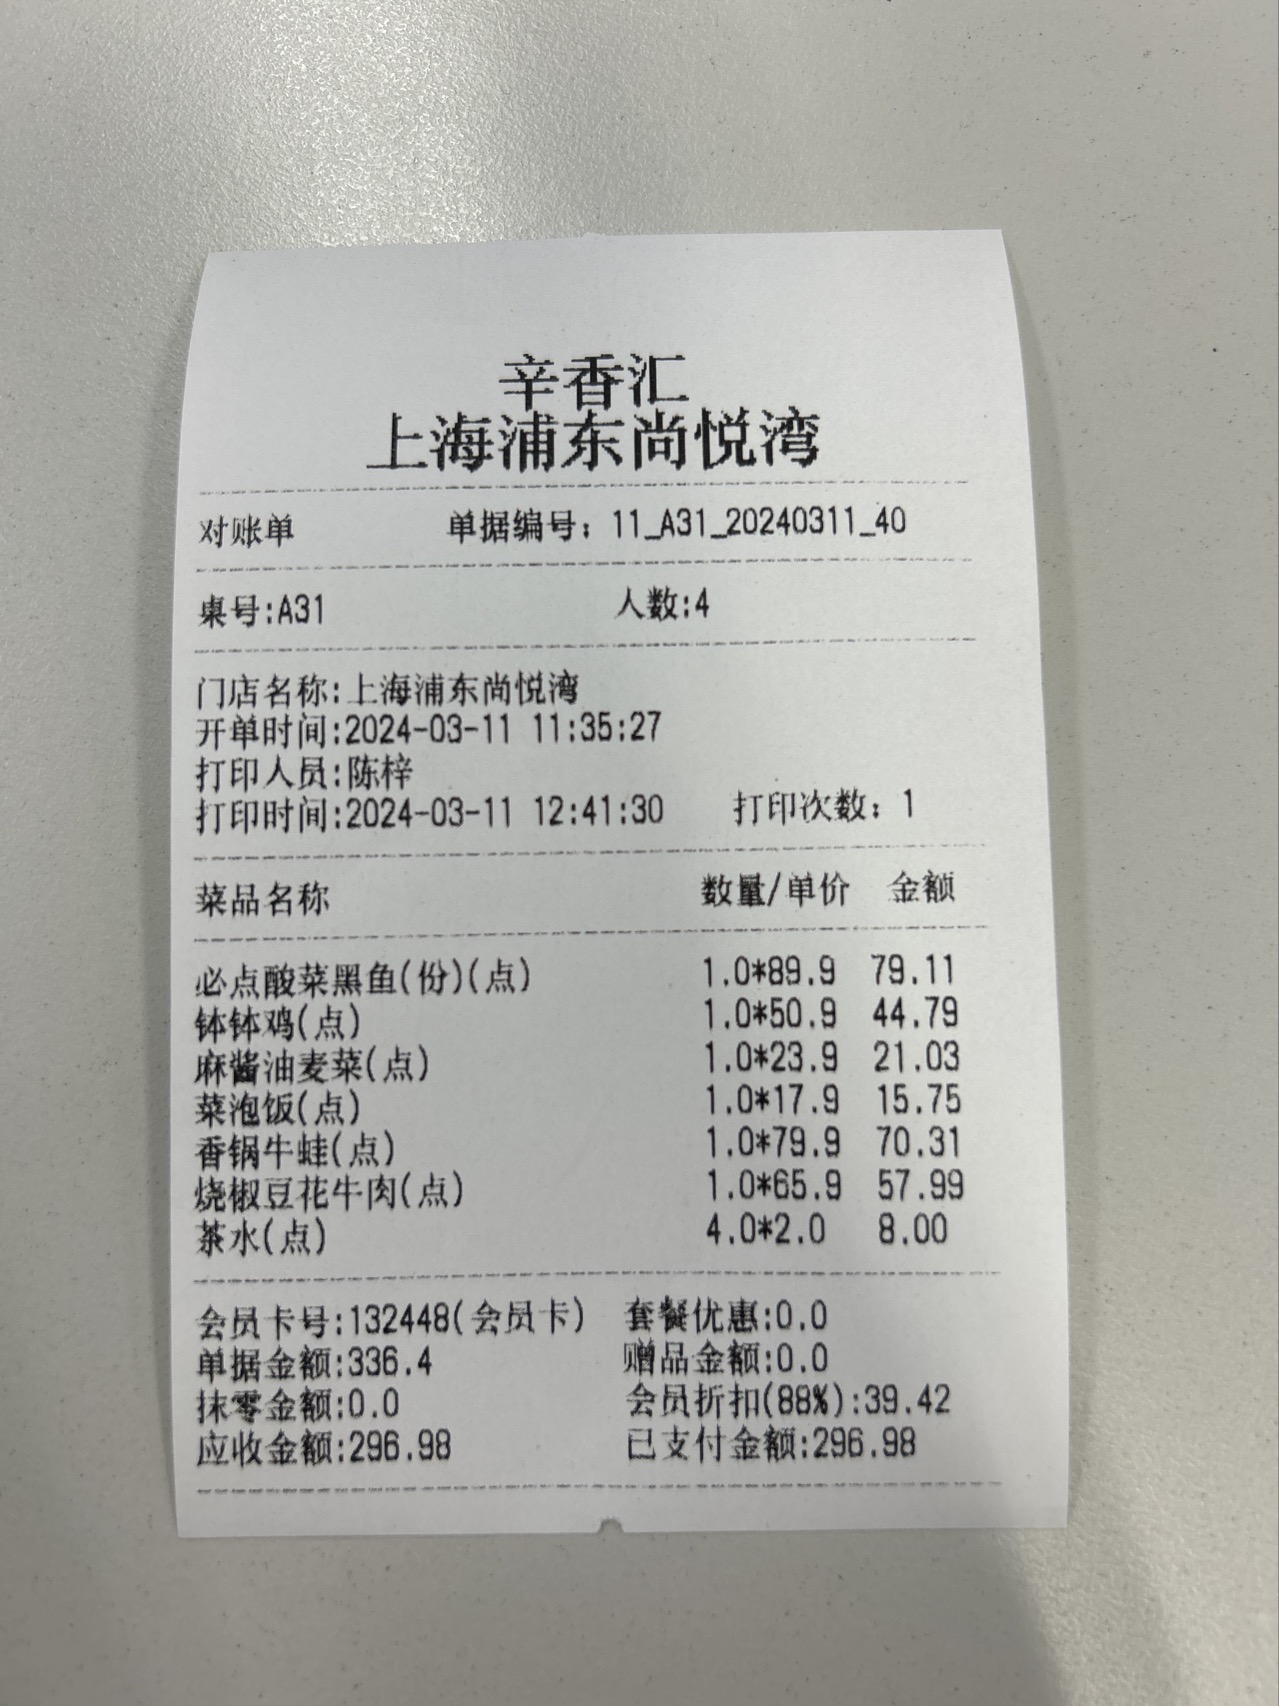 辛香汇
上海浦东尚悦湾
对账单 单据编号：11_A31_20240311_40
桌号:A31 人数:4
门店名称:上海浦东尚悦湾
开单时间:2024-03-11 11:35:27
打印人员:陈梓
打印时间:2024-03-11 12:41:30 打印次数：1
菜品名称 数量/单价 金额
必点酸菜黑鱼(份)(点) 1.0*89.9 79.11
钵钵鸡(点) 1.0*50.9 44.79
麻酱油麦菜(点) 1.0*23.9 21.03
菜泡饭(点) 1.0*17.9 15.75
香锅牛蛙(点) 1.0*79.9 70.31
烧椒豆花牛肉(点) 1.0*65.9 57.99
茶水(点) 4.0*2.0 8.00
会员卡号:132448(会员卡) 套餐优惠:0.0
单据金额:336.4 赠品金额:0.0
抹零金额:0.0 会员折扣(88%):39.42
应收金额:296.98 已支付金额:296.98